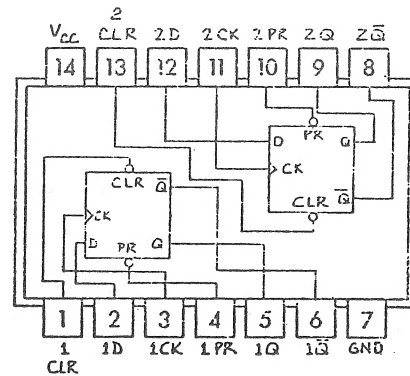 2
VCC CLR 2D 2CK 2PR 2Q 2Q̅
14 13 12 11 10 9 8
PR
D Q
CK
CLR Q̅
CLR Q̅
CK
D Q
PR
1 2 3 4 5 6 7
1 1D 1CK 1PR 1Q 1Q̅ GND
CLR